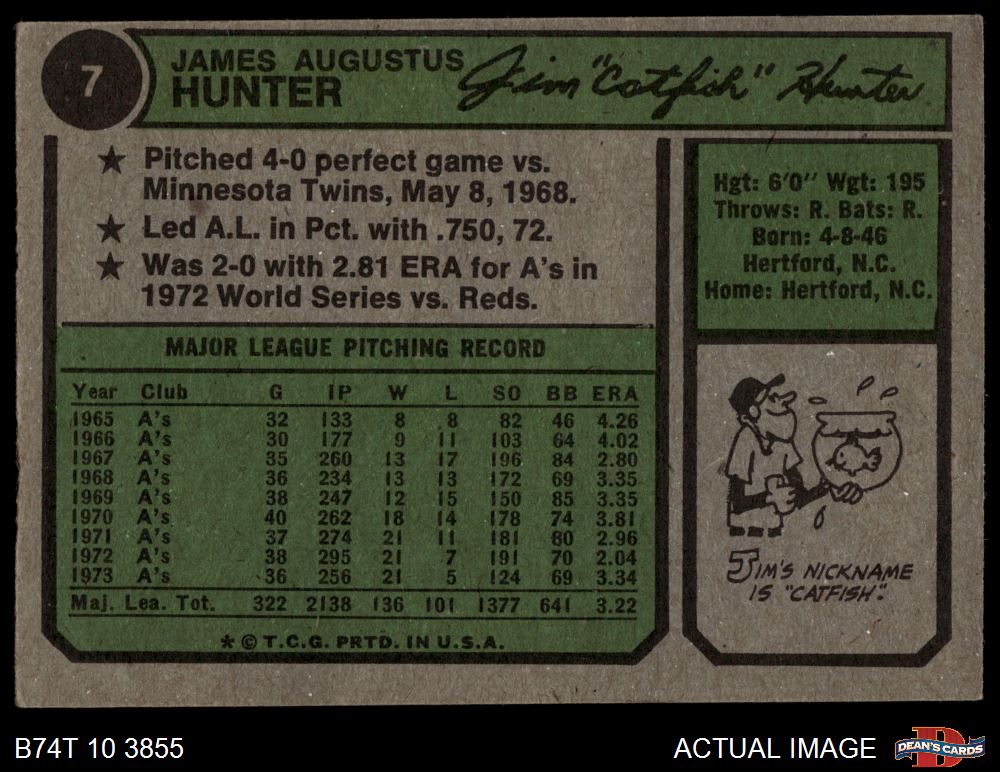 7
JAMES AUGUSTUS
HUNTER
Jim "Catfish" Hunter
★ Pitched 4-0 perfect game vs.
Minnesota Twins, May 8, 1968.
★ Led A.L. in Pct. with .750, 72.
★ Was 2-0 with 2.81 ERA for A's in
1972 World Series vs. Reds.
Hgt: 6'0" Wgt: 195
Throws: R. Bats: R.
Born: 4-8-46
Hertford, N.C.
Home: Hertford, N.C.
MAJOR LEAGUE PITCHING RECORD
Year Club G IP W L SO BB ERA
1965 A's 32 133 8 8 82 46 4.26
1966 A's 30 177 9 11 103 64 4.02
1967 A's 35 260 13 17 196 84 2.80
1968 A's 36 234 13 13 172 69 3.35
1969 A's 38 247 12 15 150 85 3.35
1970 A's 40 262 18 14 178 74 3.81
1971 A's 37 274 21 11 181 80 2.96
1972 A's 38 295 21 7 191 70 2.04
1973 A's 36 256 21 5 124 69 3.34
Maj. Lea. Tot. 322 2138 136 101 1377 641 3.22
* © T.C.G. PRTD. IN U.S.A.
JIM'S NICKNAME
IS "CATFISH".
B74T 10 3855
ACTUAL IMAGE
D
DEAN'S CARDS